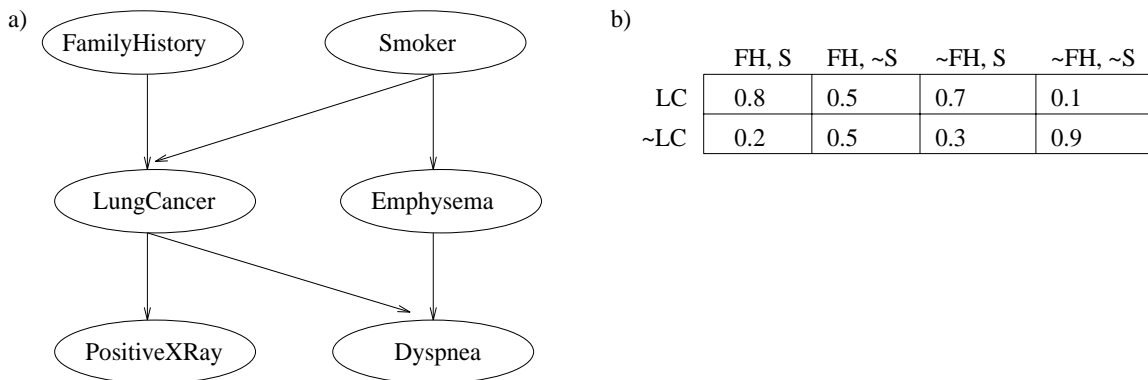 a)
FamilyHistory
Smoker
LungCancer
Emphysema
PositiveXRay
Dyspnea
b)
FH, S FH, ~S ~FH, S ~FH, ~S
LC 0.8 0.5 0.7 0.1
~LC 0.2 0.5 0.3 0.9